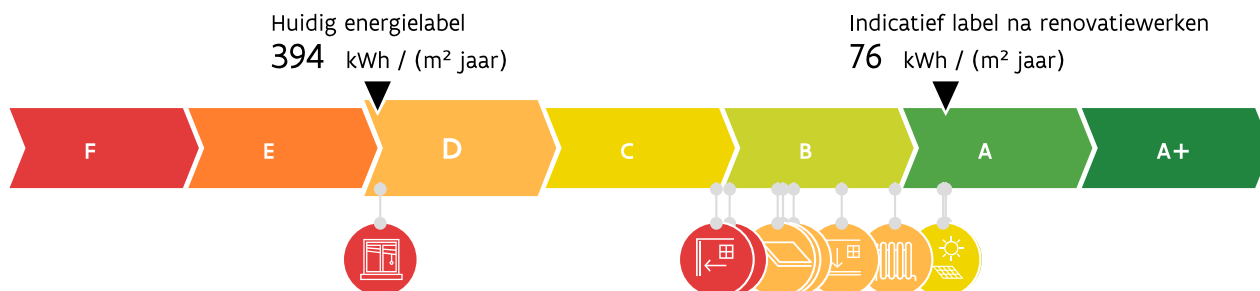 Huidig energielabel
394 kWh / (m² jaar)
Indicatief label na renovatiewerken
76 kWh / (m² jaar)
F E D C B A A+